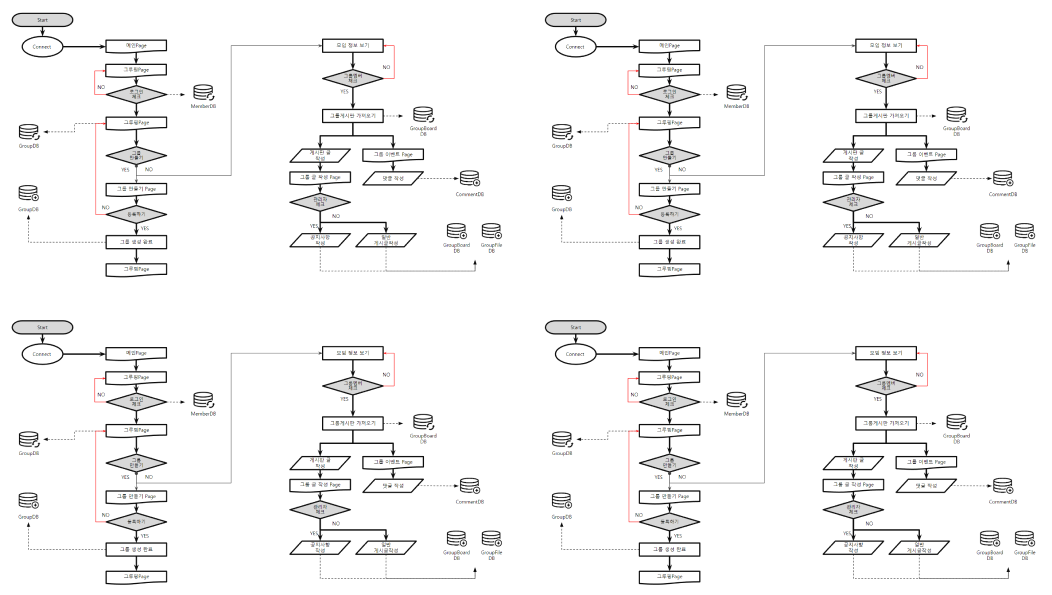 Start
Connect
메인Page
그루핑Page
NO
로그인
체크
MemberDB
그루핑Page
GroupDB
그룹
만들기
YES
NO
그룹 만들기 Page
GroupDB
NO
등록하기
YES
그룹 생성 완료
그루핑Page
모임 정보 보기
NO
그룹멤버
체크
YES
그룹게시판 가져오기
GroupBoard
DB
게시판 글
작성
그룹 이벤트 Page
그룹 글 작성 Page
댓글 작성
CommentDB
관리자
체크
NO
YES
공지사항
작성
일반
게시글작성
GroupBoard
DB
GroupFile
DB
Start
Connect
메인Page
그루핑Page
NO
로그인
체크
MemberDB
그루핑Page
GroupDB
그룹
만들기
YES
NO
그룹 만들기 Page
GroupDB
NO
등록하기
YES
그룹 생성 완료
그루핑Page
모임 정보 보기
NO
그룹멤버
체크
YES
그룹게시판 가져오기
GroupBoard
DB
게시판 글
작성
그룹 이벤트 Page
그룹 글 작성 Page
댓글 작성
CommentDB
관리자
체크
NO
YES
공지사항
작성
일반
게시글작성
GroupBoard
DB
GroupFile
DB
Start
Connect
메인Page
그루핑Page
NO
로그인
체크
MemberDB
그루핑Page
GroupDB
그룹
만들기
YES
NO
그룹 만들기 Page
GroupDB
NO
등록하기
YES
그룹 생성 완료
그루핑Page
모임 정보 보기
NO
그룹멤버
체크
YES
그룹게시판 가져오기
GroupBoard
DB
게시판 글
작성
그룹 이벤트 Page
그룹 글 작성 Page
댓글 작성
CommentDB
관리자
체크
NO
YES
공지사항
작성
일반
게시글작성
GroupBoard
DB
GroupFile
DB
Start
Connect
메인Page
그루핑Page
NO
로그인
체크
MemberDB
그루핑Page
GroupDB
그룹
만들기
YES
NO
그룹 만들기 Page
GroupDB
NO
등록하기
YES
그룹 생성 완료
그루핑Page
모임 정보 보기
NO
그룹멤버
체크
YES
그룹게시판 가져오기
GroupBoard
DB
게시판 글
작성
그룹 이벤트 Page
그룹 글 작성 Page
댓글 작성
CommentDB
관리자
체크
NO
YES
공지사항
작성
일반
게시글작성
GroupBoard
DB
GroupFile
DB